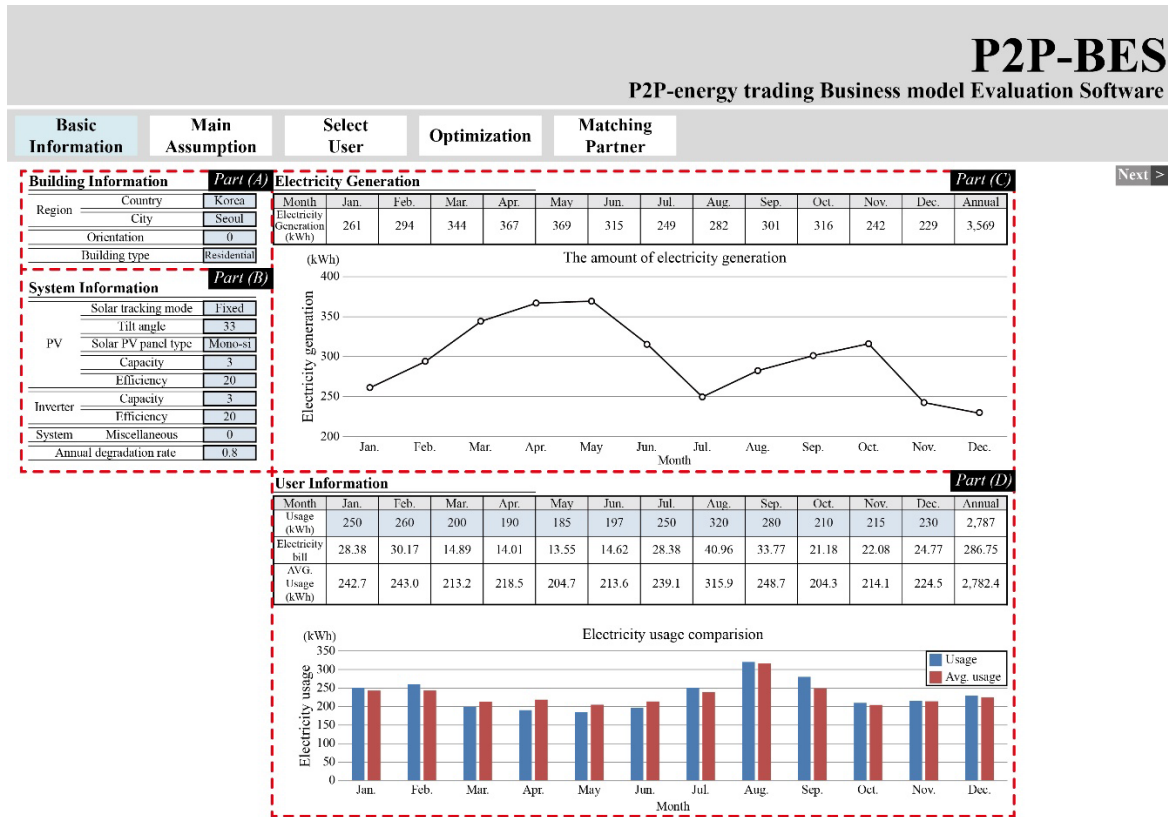 P2P-BES
P2P-energy trading Business model Evaluation Software
Basic Information
Main Assumption
Select User
Optimization
Matching Partner
Next >
Building Information Part (A)
Region Country Korea
City Seoul
Orientation 0
Building type Residential
System Information Part (B)
PV Solar tracking mode Fixed
Tilt angle 33
Solar PV panel type Mono-si
Capacity 3
Efficiency 20
Inverter Capacity 3
Efficiency 20
System Miscellaneous 0
Annual degradation rate 0.8
Electricity Generation Part (C)
Month Jan. Feb. Mar. Apr. May Jun. Jul. Aug. Sep. Oct. Nov. Dec. Annual
Electricity Generation (kWh) 261 294 344 367 369 315 249 282 301 316 242 229 3,569
The amount of electricity generation
(kWh)
Electricity generation
400
350
300
250
200
Jan. Feb. Mar. Apr. May Jun. Jul. Aug. Sep. Oct. Nov. Dec.
Month
User Information Part (D)
Month Jan. Feb. Mar. Apr. May Jun. Jul. Aug. Sep. Oct. Nov. Dec. Annual
Usage (kWh) 250 260 200 190 185 197 250 320 280 210 215 230 2,787
Electricity bill 28.38 30.17 14.89 14.01 13.55 14.62 28.38 40.96 33.77 21.18 22.08 24.77 286.75
AVG. Usage (kWh) 242.7 243.0 213.2 218.5 204.7 213.6 239.1 315.9 248.7 204.3 214.1 224.5 2,782.4
Electricity usage comparision
(kWh)
Electricity usage
350
300
250
200
150
100
50
0
Usage
Avg. usage
Jan. Feb. Mar. Apr. May Jun. Jul. Aug. Sep. Oct. Nov. Dec.
Month